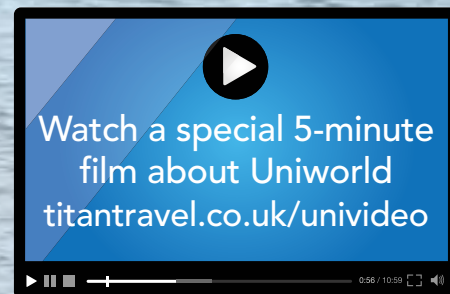 Watch a special 5-minute
film about Uniworld
titantravel.co.uk/univideo
0:56 / 10:59